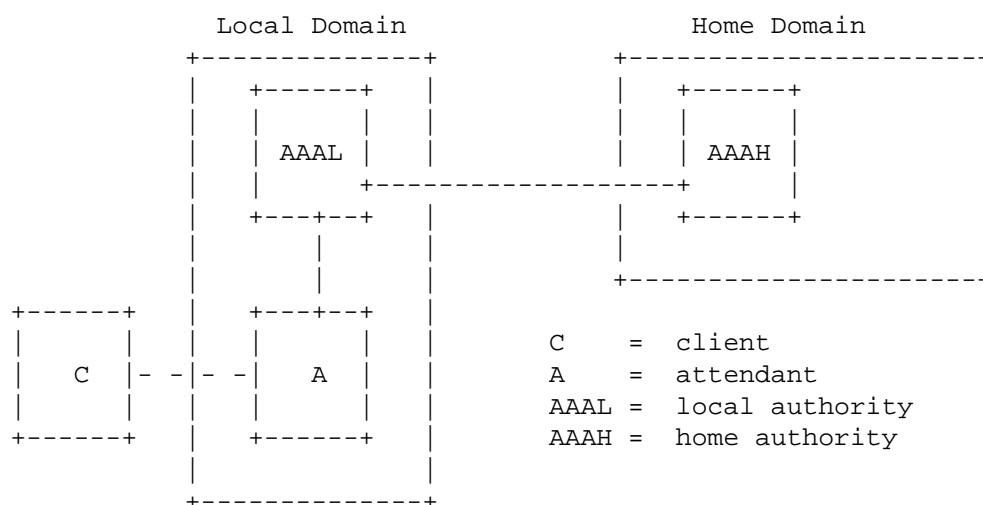 Local Domain
Home Domain
AAAL
AAAH
C
A
C = client
A = attendant
AAAL = local authority
AAAH = home authority